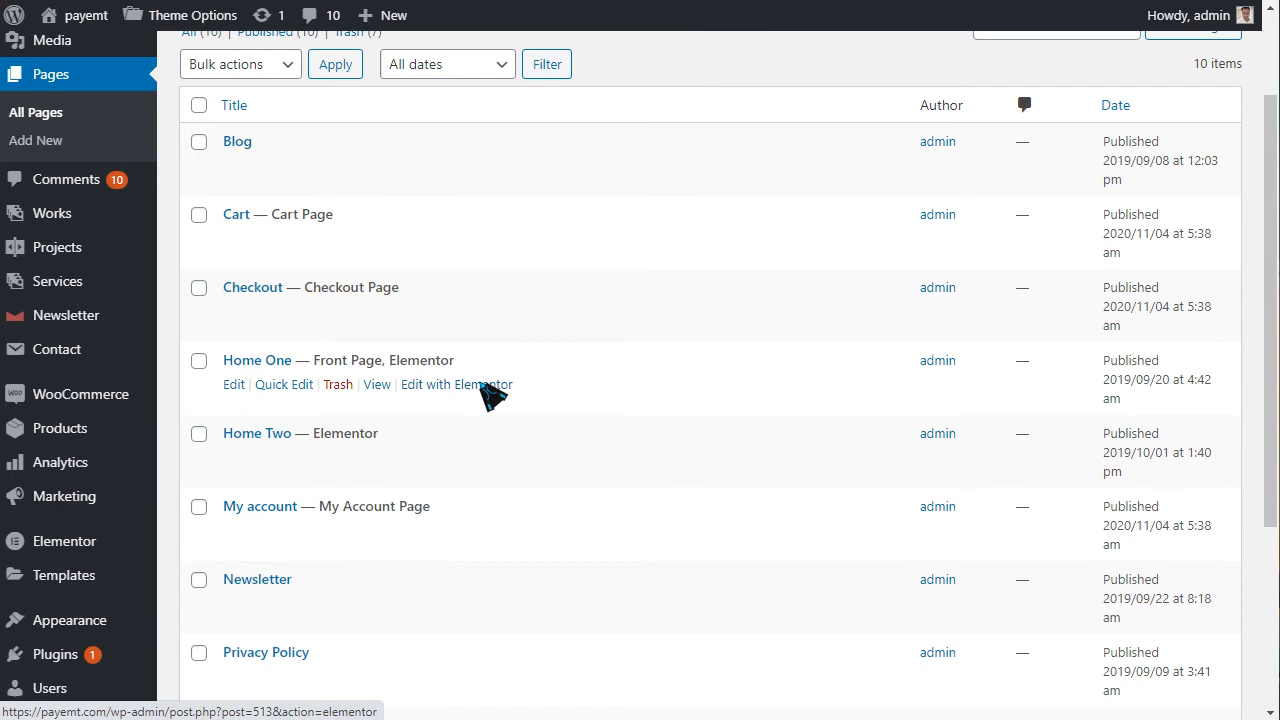 payemt Theme Options 1 10 New Howdy, admin
Media
All (10) | Published (10) | Trash (7)
Pages
Bulk actions Apply All dates Filter 10 items
All Pages
Add New
Title Author Date
Blog admin — Published
2019/09/08 at 12:03
pm
Comments 10
Works
Cart — Cart Page admin — Published
2020/11/04 at 5:38
am
Projects
Services
Checkout — Checkout Page admin — Published
2020/11/04 at 5:38
am
Newsletter
Contact
Home One — Front Page, Elementor admin — Published
Edit | Quick Edit | Trash | View | Edit with Elementor 2019/09/20 at 4:42
am
WooCommerce
Products
Home Two — Elementor admin — Published
2019/10/01 at 1:40
pm
Analytics
Marketing
My account — My Account Page admin — Published
2020/11/04 at 5:38
am
Elementor
Templates
Newsletter admin — Published
2019/09/22 at 8:18
am
Appearance
Plugins 1
Privacy Policy admin — Published
2019/09/09 at 3:41
am
Users
https://payemt.com/wp-admin/post.php?post=513&action=elementor